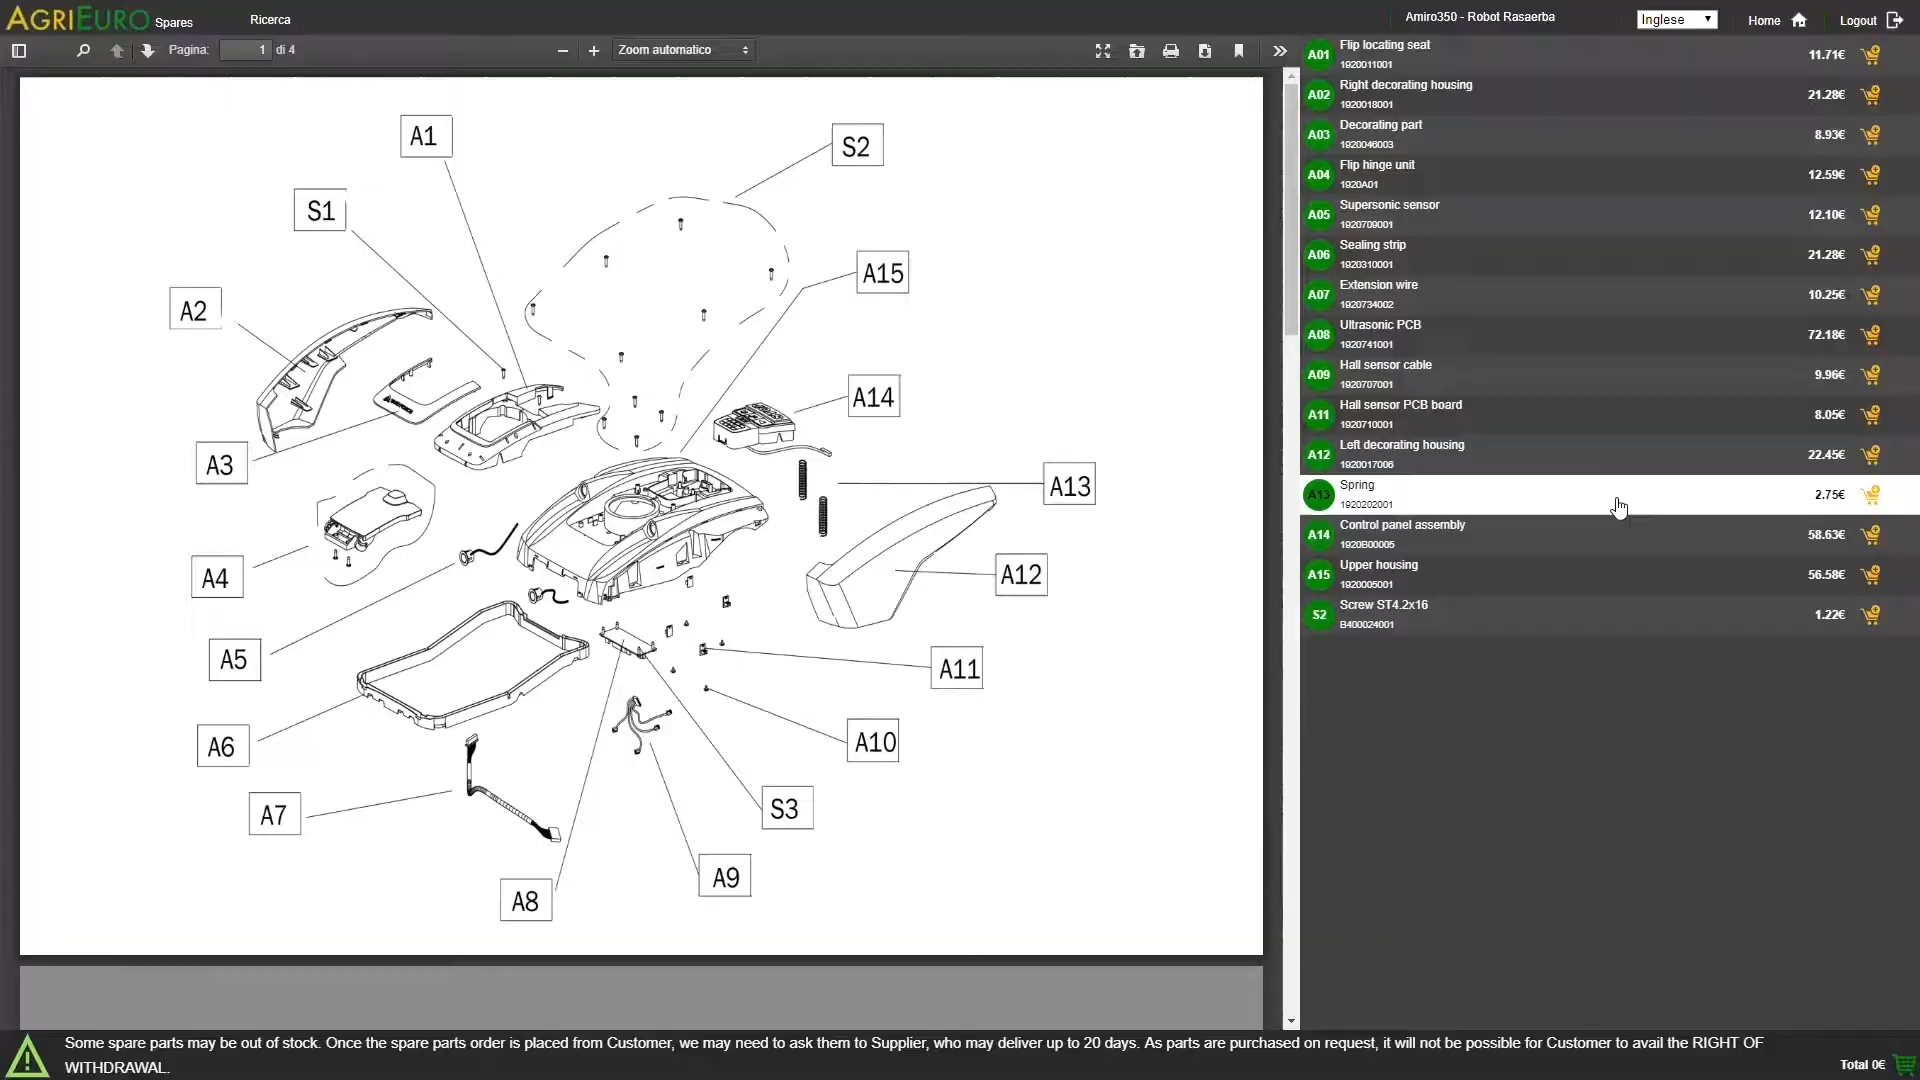 AGRIEURO Spares
Ricerca
Amiro350 - Robot Rasaerba
Inglese
Home
Logout
Pagina: 1 di 4
Zoom automatico
A1
S2
S1
A15
A2
A14
A3
A13
A4
A12
A5
A11
A6
A10
A7
S3
A9
A8
A01 Flip locating seat 11.71€
1920011001
A02 Right decorating housing 21.28€
1920018001
A03 Decorating part 8.93€
1920046003
A04 Flip hinge unit 12.59€
1920A01
A05 Supersonic sensor 12.10€
1920709001
A06 Sealing strip 21.28€
1920310001
A07 Extension wire 10.25€
1920734002
A08 Ultrasonic PCB 72.18€
1920741001
A09 Hall sensor cable 9.96€
1920707001
A11 Hall sensor PCB board 8.05€
1920710001
A12 Left decorating housing 22.45€
1920017006
A13 Spring 2.75€
1920202001
A14 Control panel assembly 58.63€
1920B00005
A15 Upper housing 56.58€
1920005001
S2 Screw ST4.2x16 1.22€
B400024001
Some spare parts may be out of stock. Once the spare parts order is placed from Customer, we may need to ask them to Supplier, who may deliver up to 20 days. As parts are purchased on request, it will not be possible for Customer to avail the RIGHT OF
WITHDRAWAL.
Total 0€